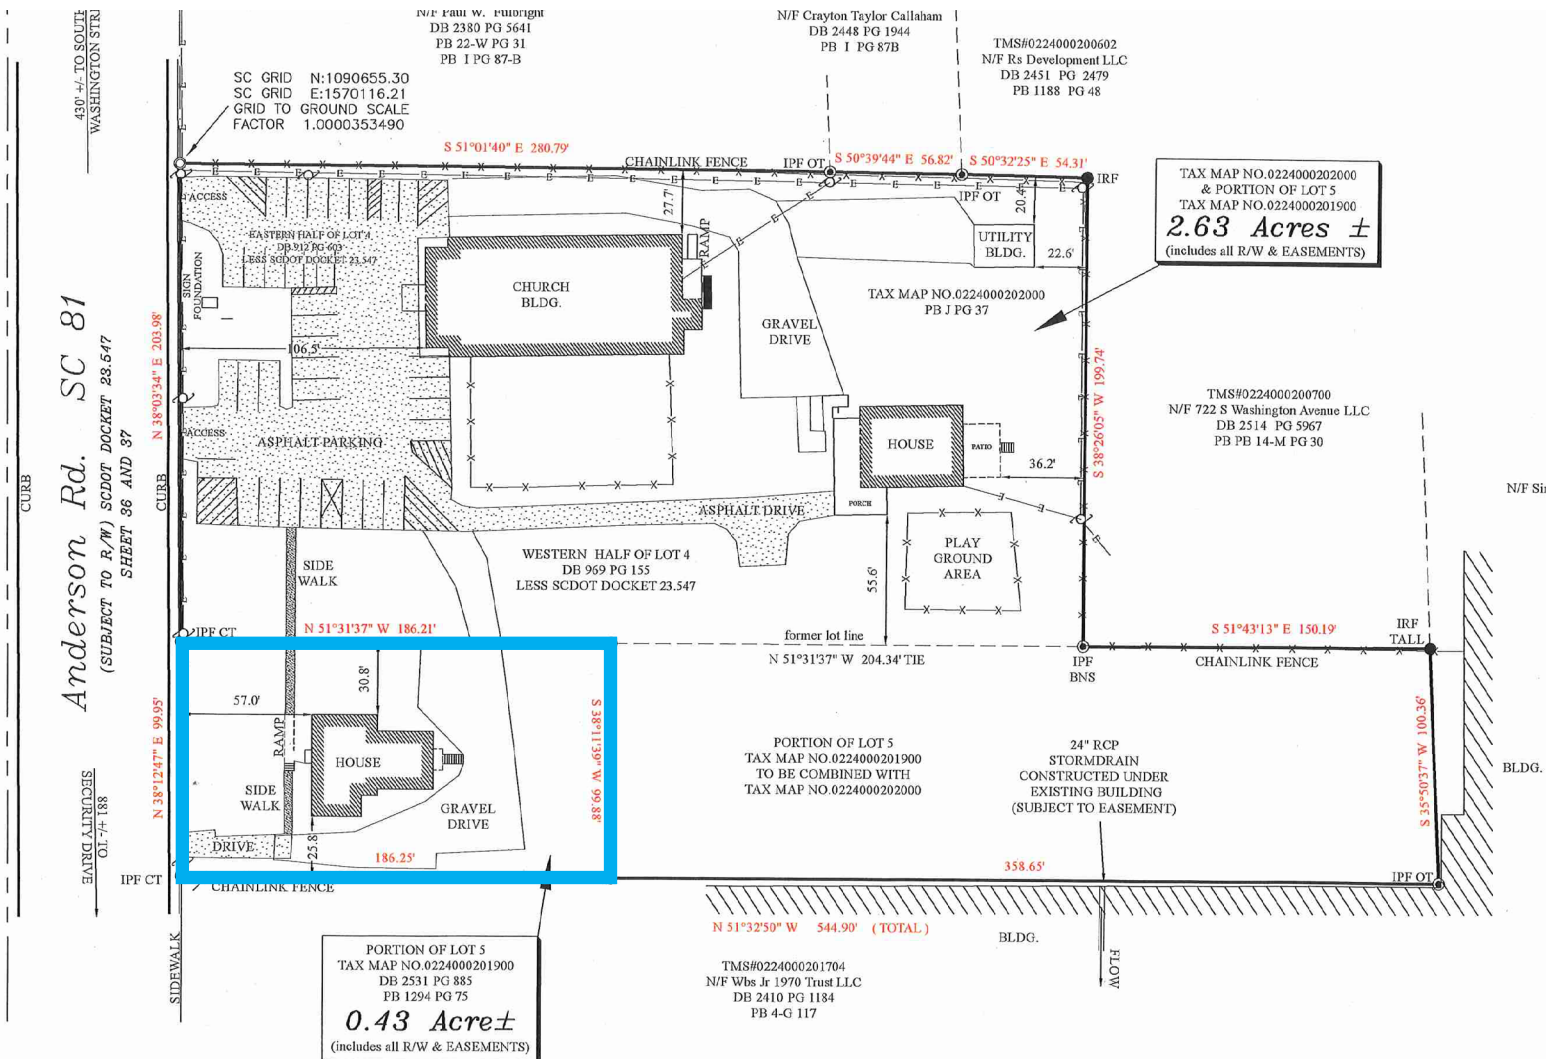 N/F Paul W. Fulbright
DB 2380 PG 5641
PB 22-W PG 31
PB I PG 87-B
N/F Crayton Taylor Callaham
DB 2448 PG 1944
PB I PG 87B
TMS#0224000200602
N/F Rs Development LLC
DB 2451 PG 2479
PB 1188 PG 48
430' +/- TO SOUTH
WASHINGTON STR
SC GRID N:1090655.30
SC GRID E:1570116.21
GRID TO GROUND SCALE
FACTOR 1.0000353490
S 51°01'40" E 280.79'
CHAINLINK FENCE
IPF OT
S 50°39'44" E 56.82'
S 50°32'25" E 54.31'
IPF OT
IRF
TAX MAP NO.0224000202000
& PORTION OF LOT 5
TAX MAP NO.0224000201900
2.63 Acres ±
(includes all R/W & EASEMENTS)
ACCESS
EASTERN HALF OF LOT 4
DB 912 PG 603
LESS SCDOT DOCKET 23.547
SIGN
FOUNDATION
27.7'
RAMP
20.4'
UTILITY
BLDG.
22.6'
CHURCH
BLDG.
TAX MAP NO.0224000202000
PB J PG 37
GRAVEL
DRIVE
106.5'
Anderson Rd. SC 81
(SUBJECT TO R/W) SCDOT DOCKET 23.547
SHEET 36 AND 37
N 38°03'34" E 203.98'
CURB
CURB
ACCESS
ASPHALT PARKING
HOUSE
PATIO
PORCH
36.2'
S 38°26'05" W 199.74'
TMS#0224000200700
N/F 722 S Washington Avenue LLC
DB 2514 PG 5967
PB PB 14-M PG 30
N/F Si
ASPHALT DRIVE
PLAY
GROUND
AREA
WESTERN HALF OF LOT 4
DB 969 PG 155
LESS SCDOT DOCKET 23.547
SIDE
WALK
55.6'
IPF CT
N 51°31'37" W 186.21'
former lot line
N 51°31'37" W 204.34' TIE
IPF
BNS
S 51°43'13" E 150.19'
CHAINLINK FENCE
IRF
TALL
57.0'
30.8'
RAMP
HOUSE
SIDE
WALK
GRAVEL
DRIVE
DRIVE
25.8'
186.25'
S 38°11'39" W 99.88'
N 38°12'47" E 99.95'
188 +/- TO
SECURITY DRIVE
PORTION OF LOT 5
TAX MAP NO.0224000201900
TO BE COMBINED WITH
TAX MAP NO.0224000202000
24" RCP
STORMDRAIN
CONSTRUCTED UNDER
EXISTING BUILDING
(SUBJECT TO EASEMENT)
S 35°50'37" W 100.36'
BLDG.
IPF CT
CHAINLINK FENCE
358.65'
IPF OT
N 51°32'50" W 544.90' (TOTAL)
BLDG.
FLOW
SIDEWALK
PORTION OF LOT 5
TAX MAP NO.0224000201900
DB 2531 PG 885
PB 1294 PG 75
0.43 Acre±
(includes all R/W & EASEMENTS)
TMS#0224000201704
N/F Wbs Jr 1970 Trust LLC
DB 2410 PG 1184
PB 4-G 117